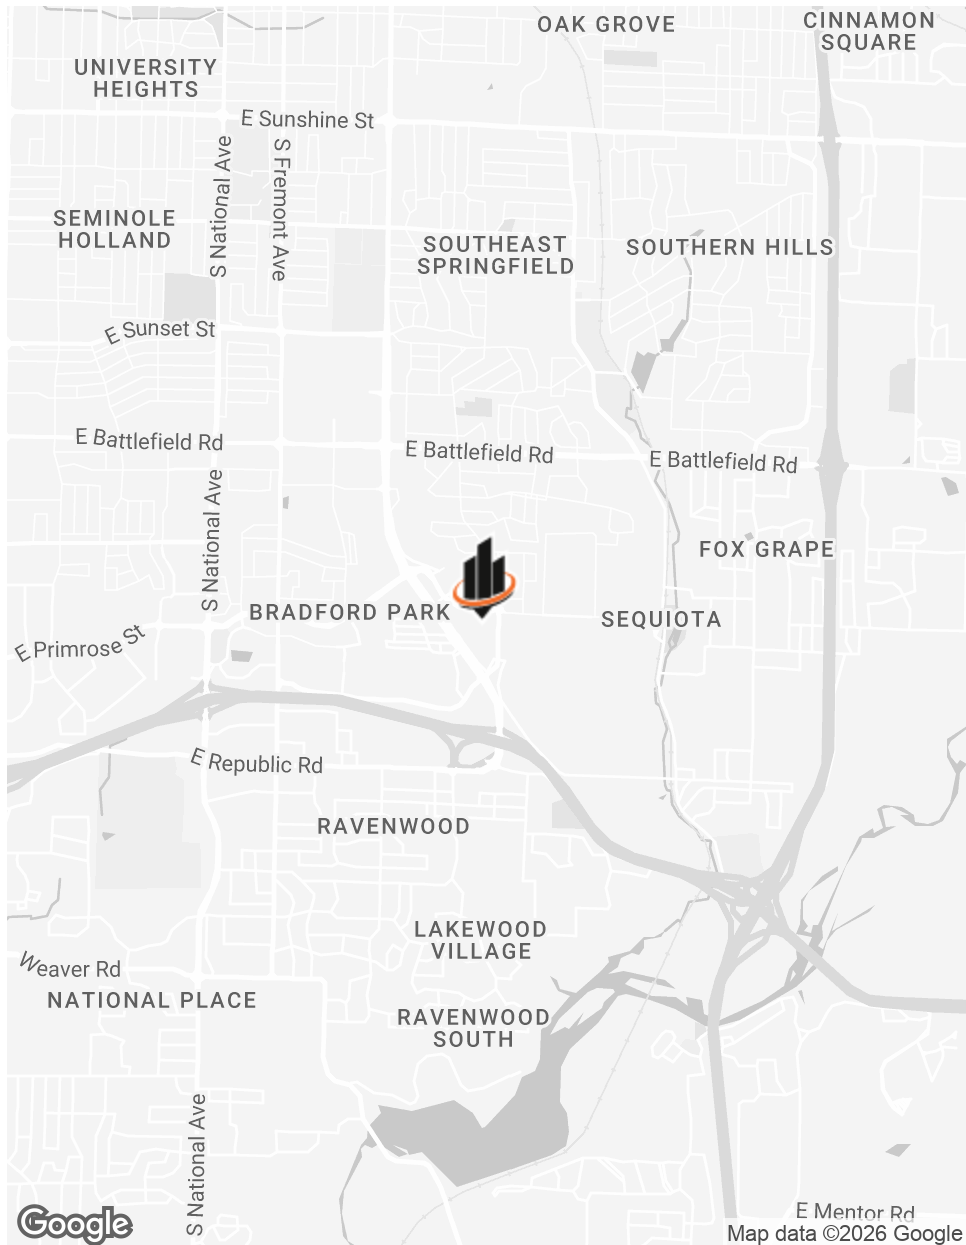 OAK GROVE
CINNAMON
SQUARE
UNIVERSITY
HEIGHTS
E Sunshine St
S National Ave
S Fremont Ave
SEMINOLE
HOLLAND
SOUTHEAST
SPRINGFIELD
SOUTHERN HILLS
E Sunset St
E Battlefield Rd
E Battlefield Rd
E Battlefield Rd
S National Ave
FOX GRAPE
BRADFORD PARK
SEQUIOTA
E Primrose St
E Republic Rd
RAVENWOOD
LAKEWOOD
VILLAGE
Weaver Rd
NATIONAL PLACE
RAVENWOOD
SOUTH
S National Ave
E Mentor Rd
Google
Map data ©2026 Google